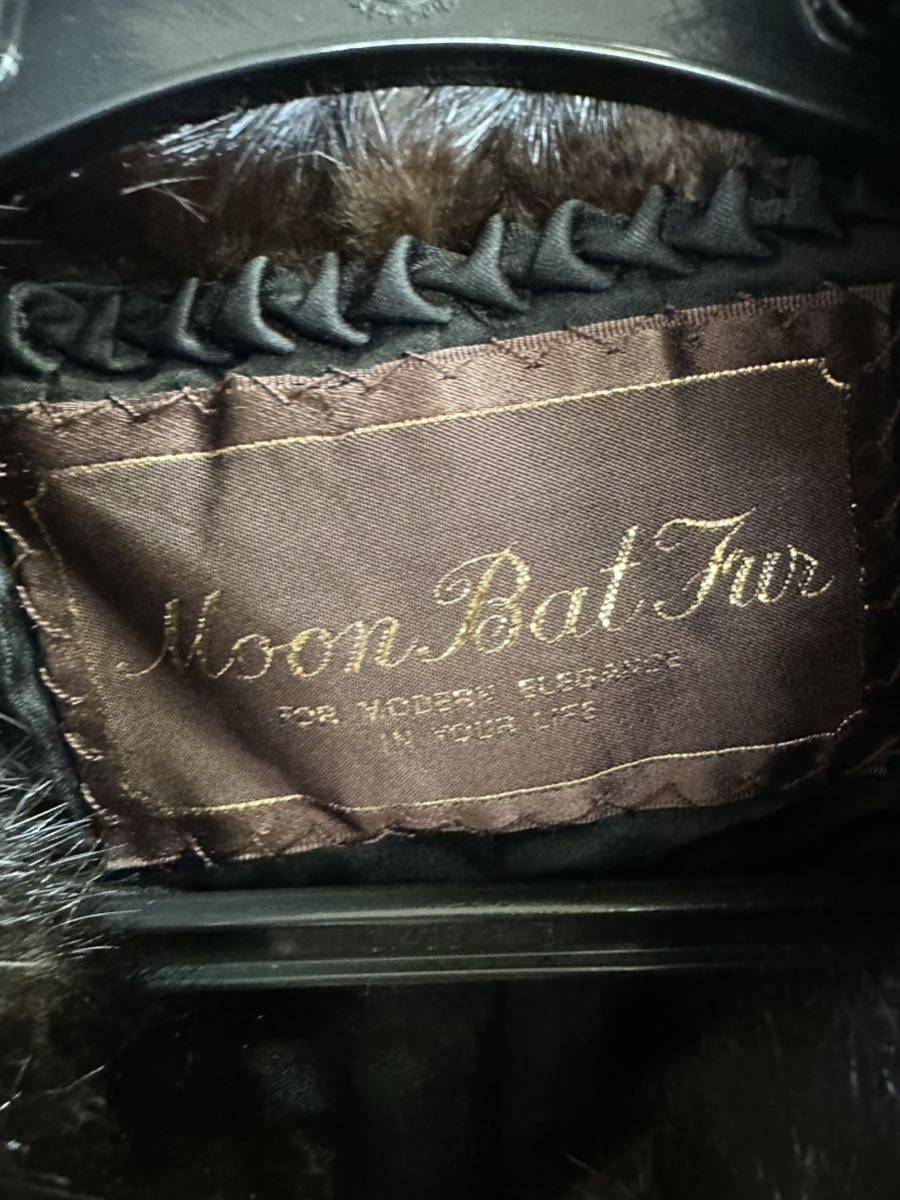 Moon Bat Fur
FOR MODERN ELEGANCE
IN YOUR LIFE